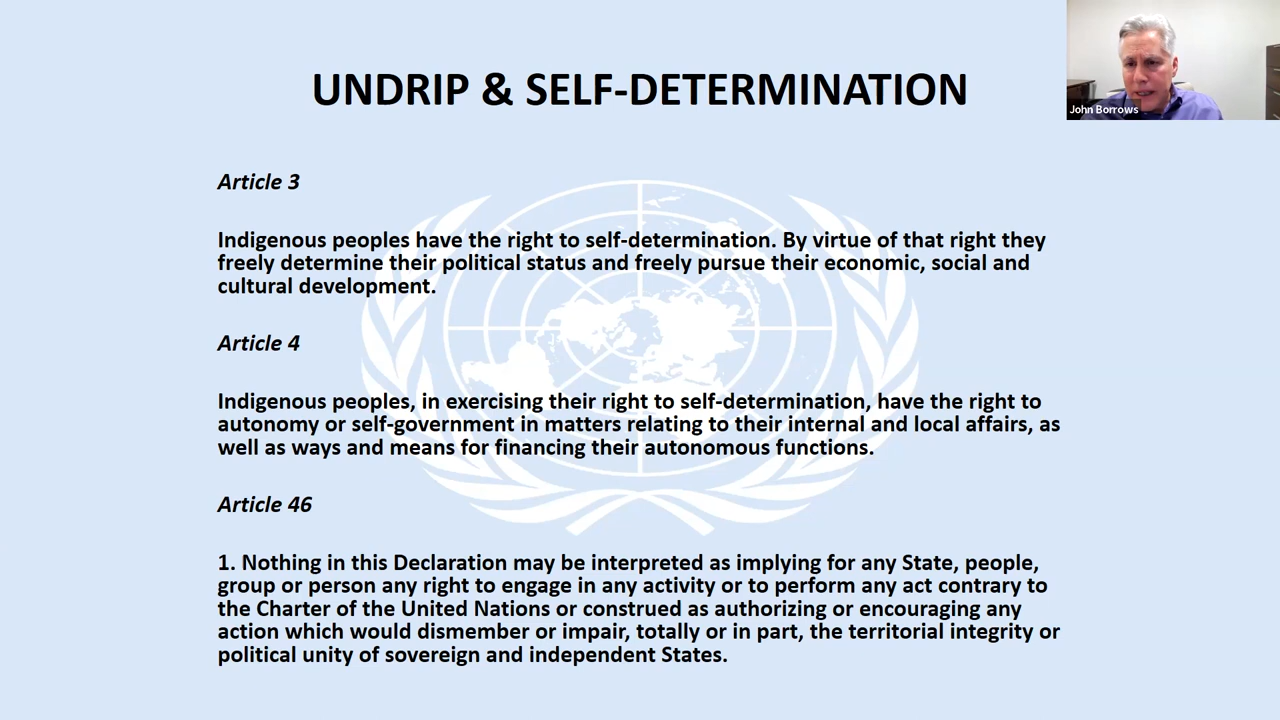 UNDRIP & SELF-DETERMINATION
John Borrows
Article 3
Indigenous peoples have the right to self-determination. By virtue of that right they
freely determine their political status and freely pursue their economic, social and
cultural development.
Article 4
Indigenous peoples, in exercising their right to self-determination, have the right to
autonomy or self-government in matters relating to their internal and local affairs, as
well as ways and means for financing their autonomous functions.
Article 46
1. Nothing in this Declaration may be interpreted as implying for any State, people,
group or person any right to engage in any activity or to perform any act contrary to
the Charter of the United Nations or construed as authorizing or encouraging any
action which would dismember or impair, totally or in part, the territorial integrity or
political unity of sovereign and independent States.